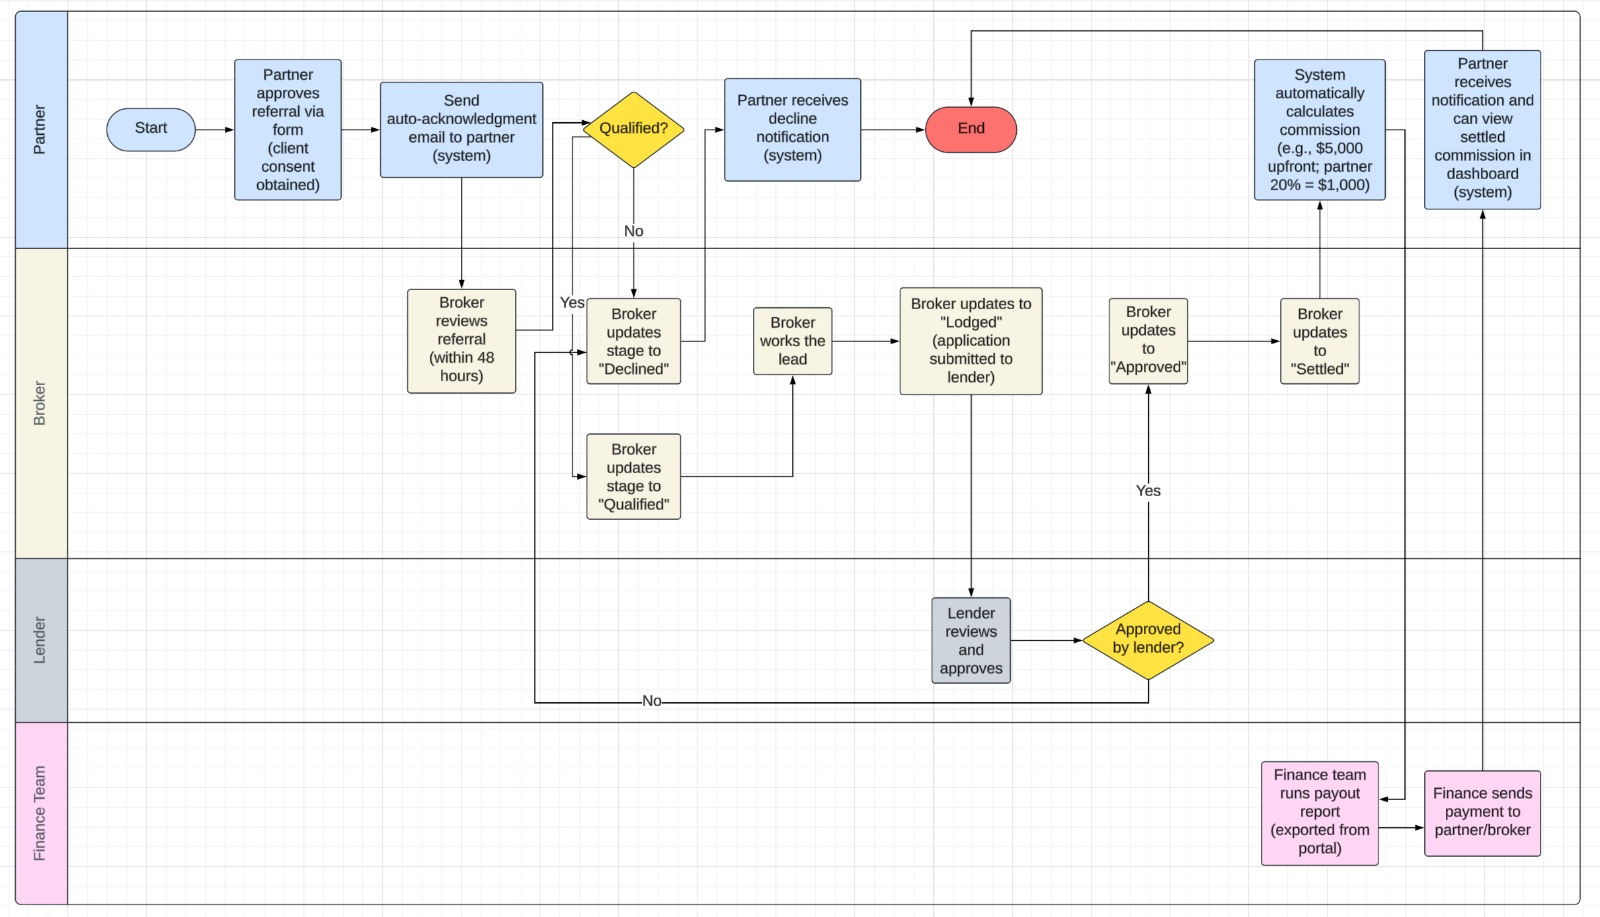 Partner
Start
Partner
approves
referral via
form
(client
consent
obtained)
Send
auto-acknowledgment
email to partner
(system)
Qualified?
Partner receives
decline
notification
(system)
End
System
automatically
calculates
commission
(e.g., $5,000
upfront; partner
20% = $1,000)
Partner
receives
notification and
can view
settled
commission in
dashboard
(system)
No
Yes
Broker
Broker
reviews
referral
(within 48
hours)
Broker
updates
stage to
"Declined"
Broker
works the
lead
Broker updates to
"Lodged"
(application
submitted to
lender)
Broker
updates
to
"Approved"
Broker
updates
to
"Settled"
Broker
updates
stage to
"Qualified"
Yes
Lender
Lender
reviews
and
approves
Approved
by lender?
No
Finance Team
Finance team
runs payout
report
(exported from
portal)
Finance sends
payment to
partner/broker